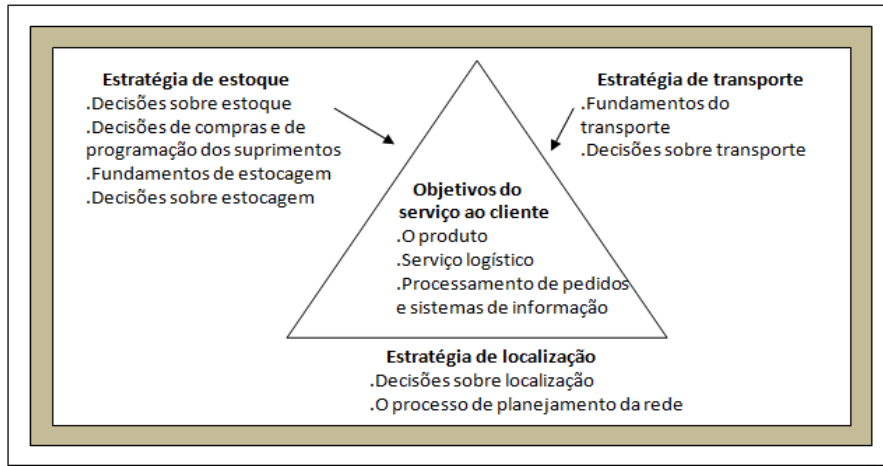 Estratégia de estoque
.Decisões sobre estoque
.Decisões de compras e de
programação dos suprimentos
.Fundamentos de estocagem
.Decisões sobre estocagem
Estratégia de transporte
.Fundamentos do
transporte
.Decisões sobre transporte
Objetivos do
serviço ao cliente
.O produto
.Serviço logístico
.Processamento de pedidos
e sistemas de informação
Estratégia de localização
.Decisões sobre localização
.O processo de planejamento da rede